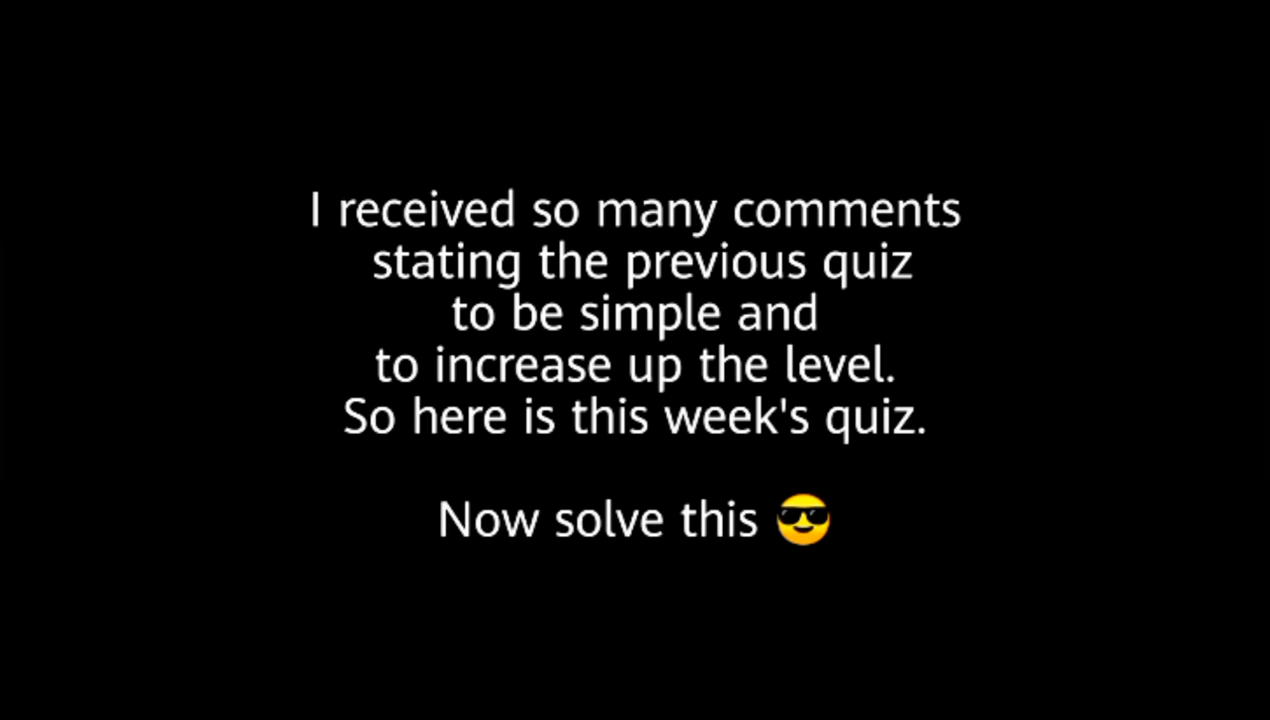 I received so many comments
stating the previous quiz
to be simple and
to increase up the level.
So here is this week's quiz.
Now solve this 😎